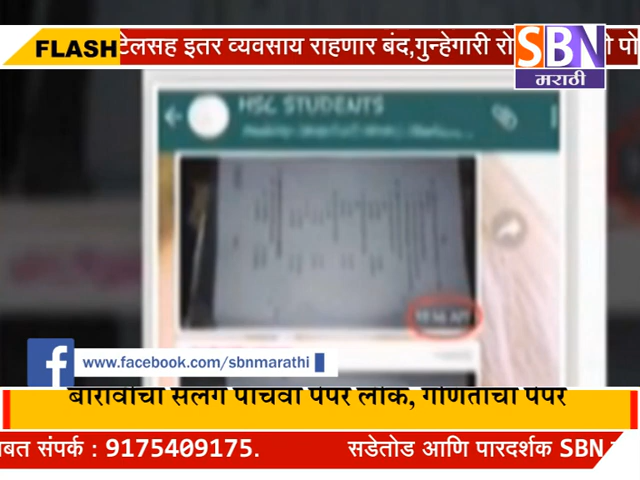 FLASH टेलसह इतर व्यवसाय राहणार बंद,गुन्हेगारी रो
SBN
मराठी
HSC STUDENTS
www.facebook.com/sbnmarathi
बारावीचा सलग पाचवा पेपर लीक, गणिताचा पेपर
बत संपर्क : 9175409175. सडेतोड आणि पारदर्शक SBN